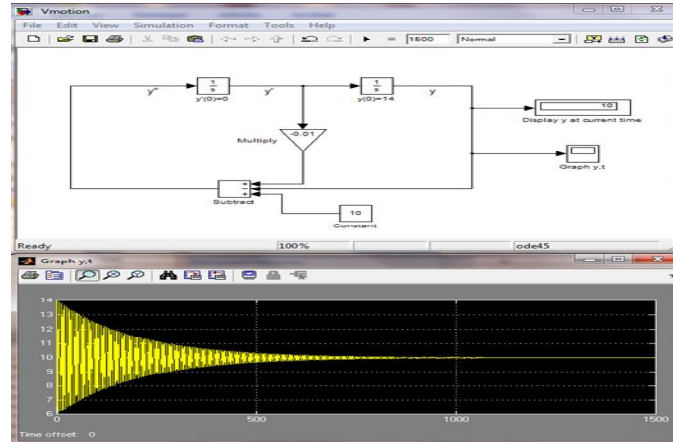 Vmotion
File Edit View Simulation Format Tools Help
1500 Normal
1
s
y'(0)=0
1
s
y(0)=14
y''
y'
y
10
Display y at current time
-0.01
Multiply
Graph y,t
+
-
+
Subtract
10
Constant
Ready 100% ode45
Graph y,t
14
13
12
11
10
9
8
7
6
0 500 1000 1500
Time offset: 0